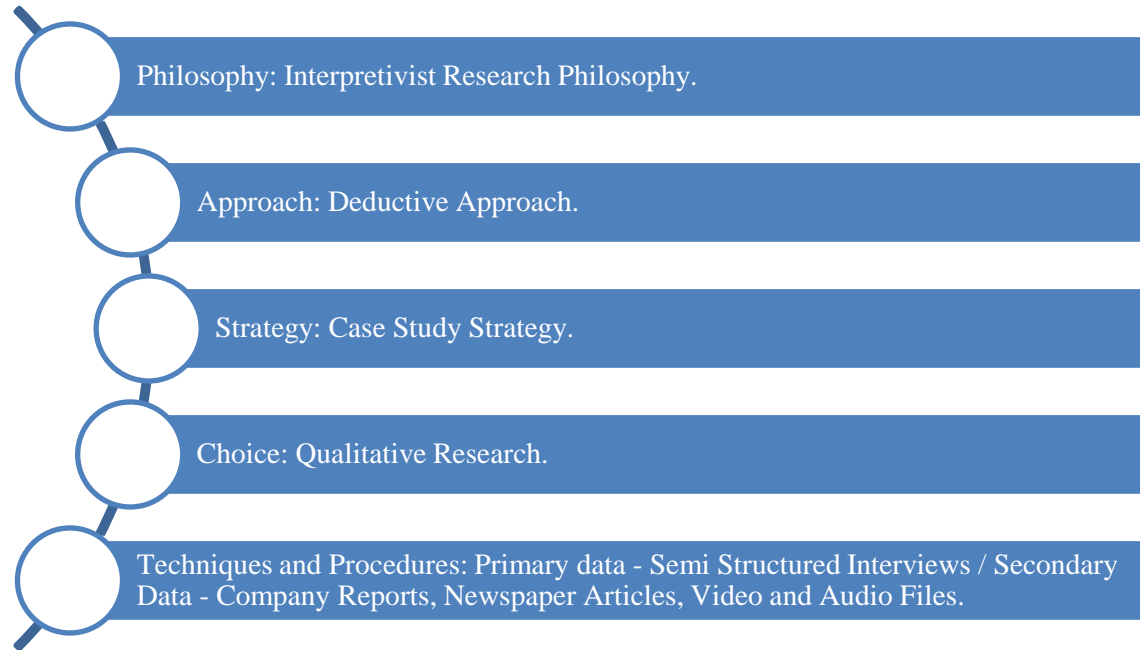 Philosophy: Interpretivist Research Philosophy.
Approach: Deductive Approach.
Strategy: Case Study Strategy.
Choice: Qualitative Research.
Techniques and Procedures: Primary data - Semi Structured Interviews / Secondary
Data - Company Reports, Newspaper Articles, Video and Audio Files.